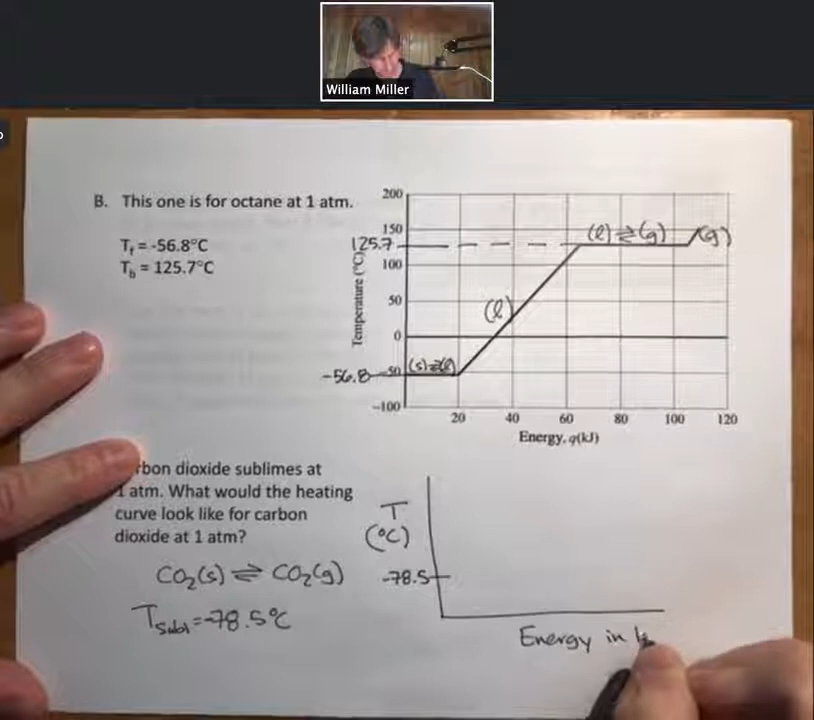 William Miller
B. This one is for octane at 1 atm.
Tf = -56.8°C
Tb = 125.7°C
200
150
125.7
100
50
0
-56.8 -50
-100
Temperature (°C)
(s)⇌(l)
(l)
(l)⇌(g)
(g)
20 40 60 80 100 120
Energy, q(kJ)
rbon dioxide sublimes at
1 atm. What would the heating
curve look like for carbon
dioxide at 1 atm?
CO2(s) ⇌ CO2(g)
Tsubl = -78.5°C
T
(°C)
-78.5
Energy in